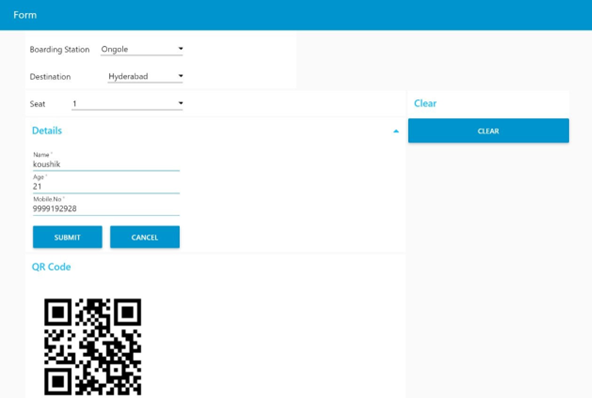 Form
Boarding Station Ongole
Destination Hyderabad
Seat 1
Clear
CLEAR
Details
Name *
koushik
Age *
21
Mobile.No *
9999192928
SUBMIT CANCEL
QR Code